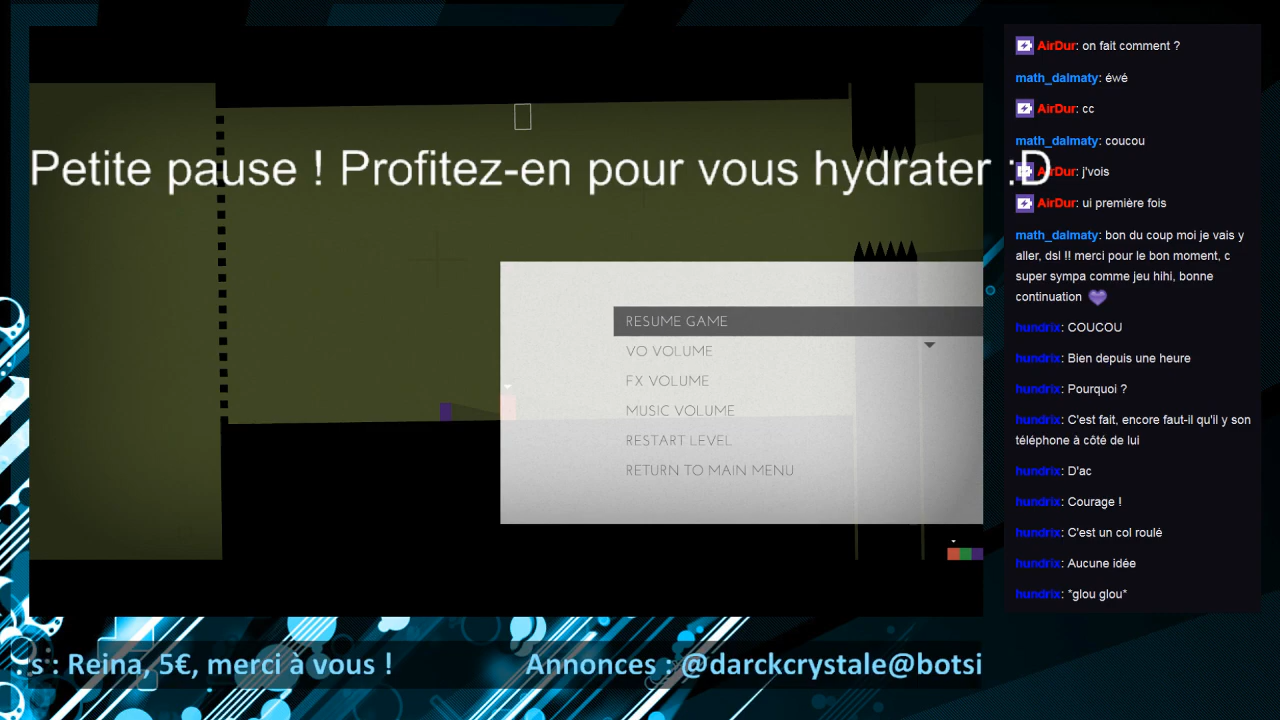 Petite pause ! Profitez-en pour vous hydrater :D
RESUME GAME
VO VOLUME
FX VOLUME
MUSIC VOLUME
RESTART LEVEL
RETURN TO MAIN MENU
AirDur: on fait comment ?
math_dalmaty: éwé
AirDur: cc
math_dalmaty: coucou
AirDur: j'vois
AirDur: ui première fois
math_dalmaty: bon du coup moi je vais y
aller, dsl !! merci pour le bon moment, c
super sympa comme jeu hihi, bonne
continuation
hundrix: COUCOU
hundrix: Bien depuis une heure
hundrix: Pourquoi ?
hundrix: C'est fait, encore faut-il qu'il y son
téléphone à côté de lui
hundrix: D'ac
hundrix: Courage !
hundrix: C'est un col roulé
hundrix: Aucune idée
hundrix: *glou glou*
s : Reina, 5€, merci à vous !
Annonces : @darckcrystale@botsi